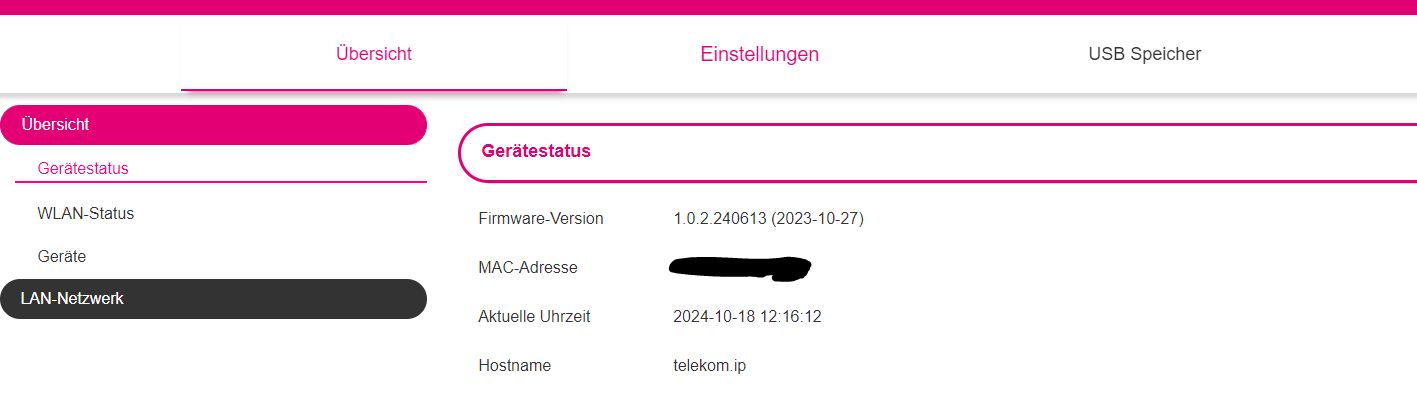 Übersicht Einstellungen USB Speicher
Übersicht
Gerätestatus
WLAN-Status
Geräte
LAN-Netzwerk
Gerätestatus
Firmware-Version 1.0.2.240613 (2023-10-27)
MAC-Adresse
Aktuelle Uhrzeit 2024-10-18 12:16:12
Hostname telekom.ip